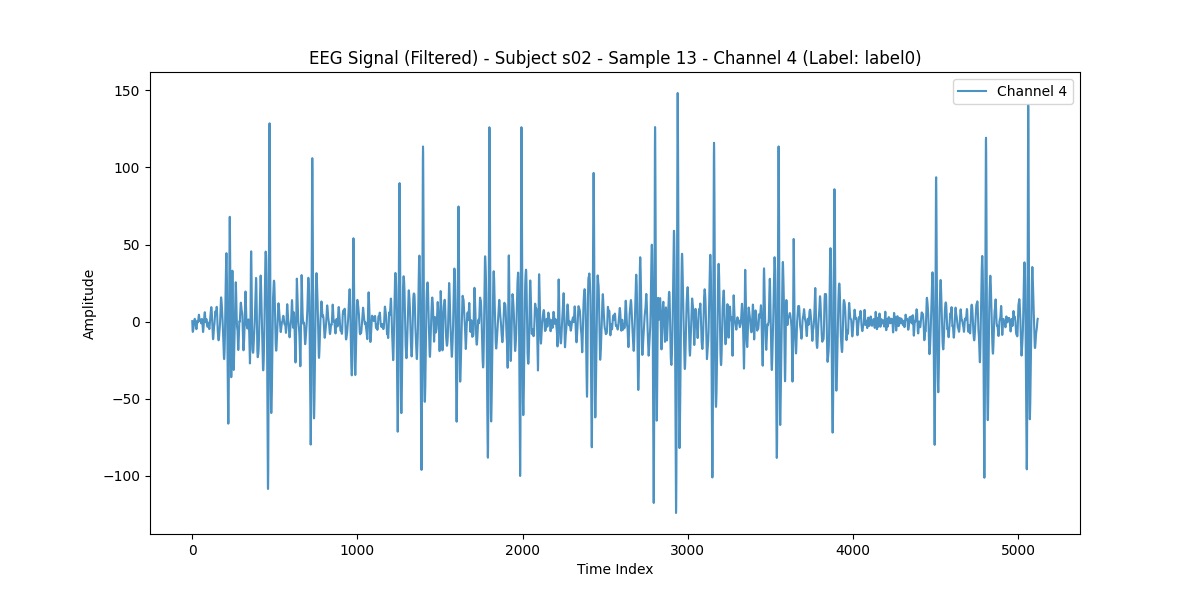 EEG Signal (Filtered) - Subject s02 - Sample 13 - Channel 4 (Label: label0)
Channel 4
150
100
50
0
−50
−100
Amplitude
0 1000 2000 3000 4000 5000
Time Index